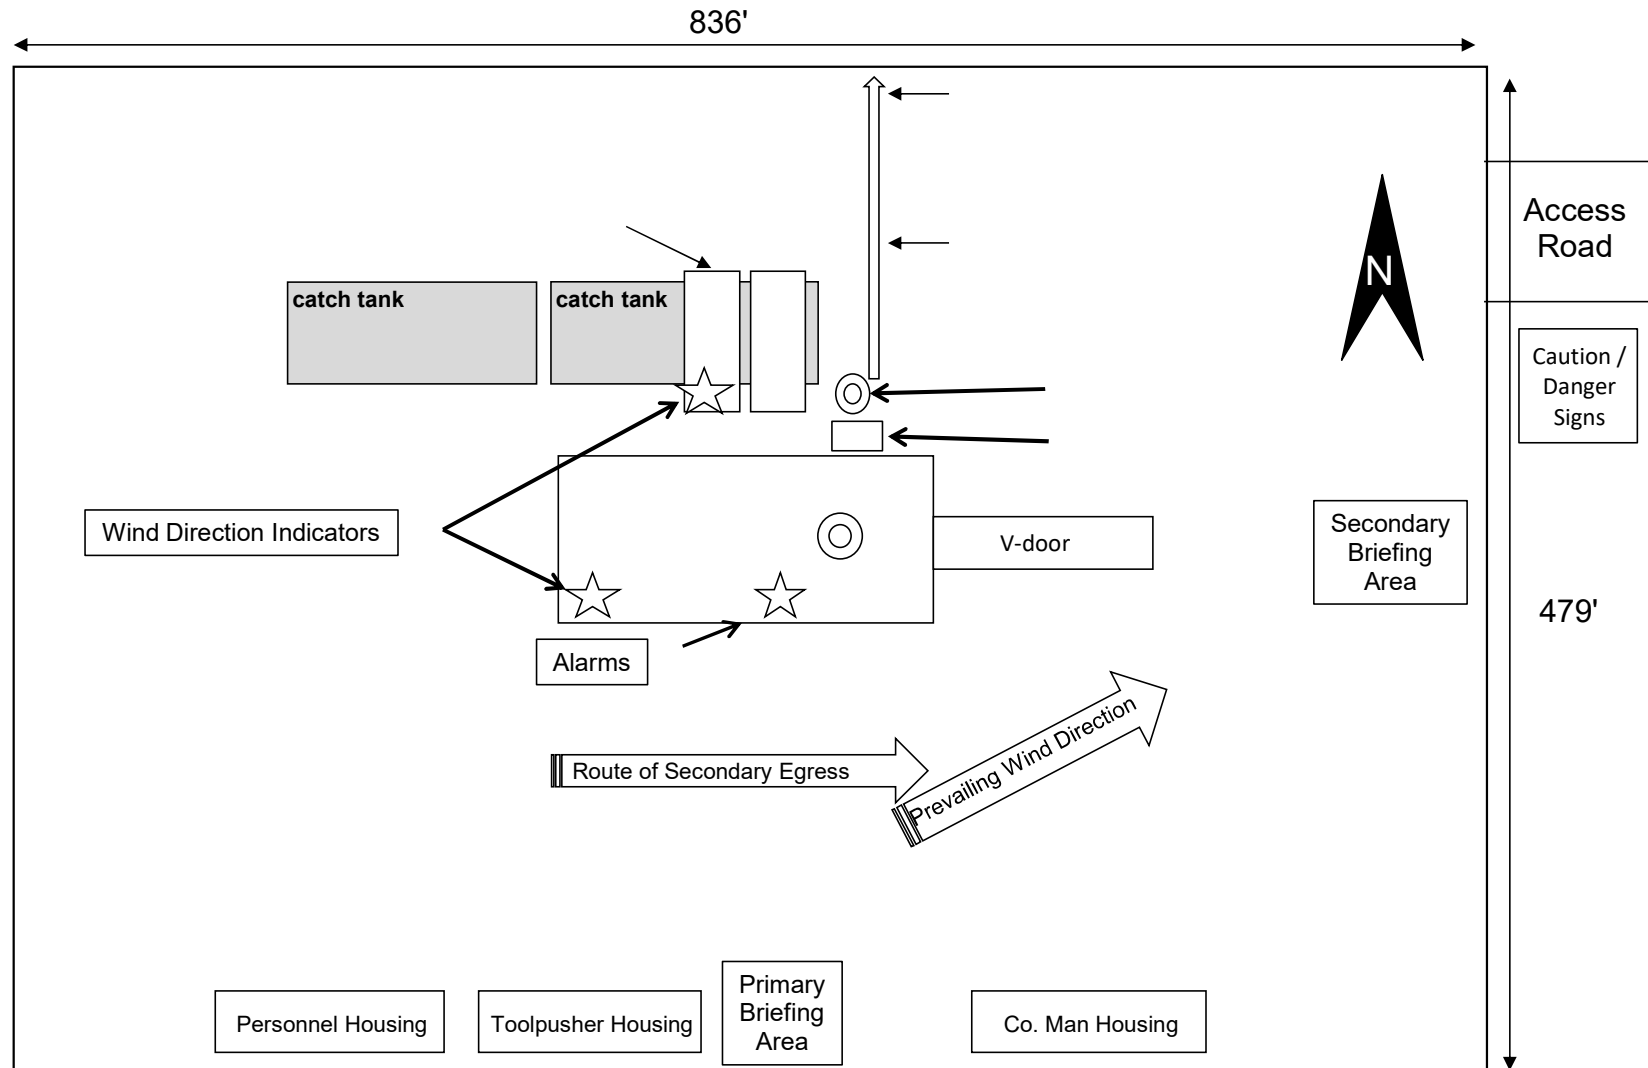 836'
Access
Road
N
catch tank
catch tank
Caution /
Danger
Signs
Wind Direction Indicators
V-door
Secondary
Briefing
Area
479'
Alarms
Prevailing Wind Direction
Route of Secondary Egress
Personnel Housing
Toolpusher Housing
Primary
Briefing
Area
Co. Man Housing